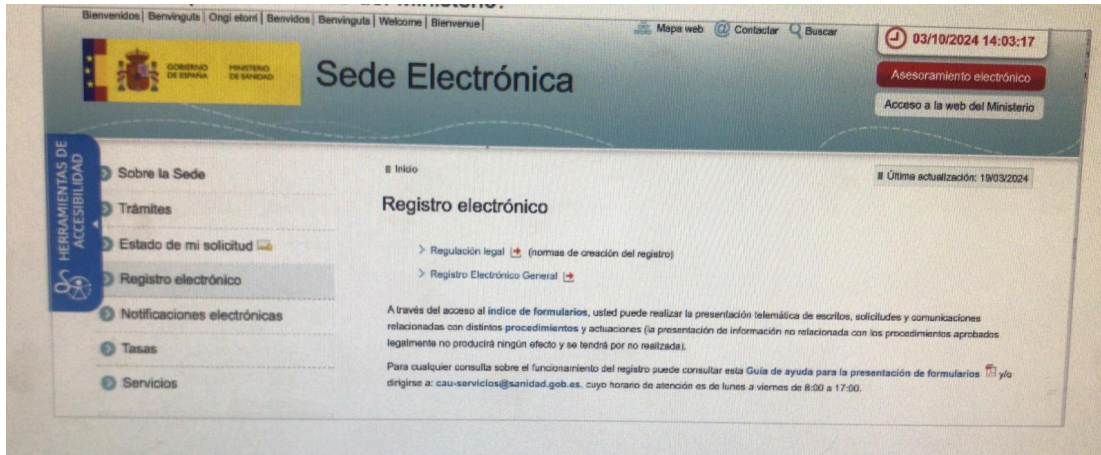 Ministerio?
Bienvenidos | Benvinguts | Ongi etorri | Benvidos | Benvinguts | Welcome | Bienvenue |
Mapa web @ Contactar Buscar
03/10/2024 14:03:17
GOBIERNO DE ESPAÑA
MINISTERIO DE SANIDAD
Sede Electrónica
Asesoramiento electrónico
Acceso a la web del Ministerio
HERRAMIENTAS DE
ACCESIBILIDAD
Sobre la Sede
Trámites
Estado de mi solicitud
Registro electrónico
Notificaciones electrónicas
Tasas
Servicios
Inicio
Última actualización: 19/03/2024
Registro electrónico
> Regulación legal (normas de creación del registro)
> Registro Electrónico General
A través del acceso al índice de formularios, usted puede realizar la presentación telemática de escritos, solicitudes y comunicaciones
relacionadas con distintos procedimientos y actuaciones (la presentación de información no relacionada con los procedimientos aprobados
legalmente no producirá ningún efecto y se tendrá por no realizada).
Para cualquier consulta sobre el funcionamiento del registro puede consultar esta Guía de ayuda para la presentación de formularios y/o
dirigirse a: cau-servicios@sanidad.gob.es, cuyo horario de atención es de lunes a viernes de 8:00 a 17:00.